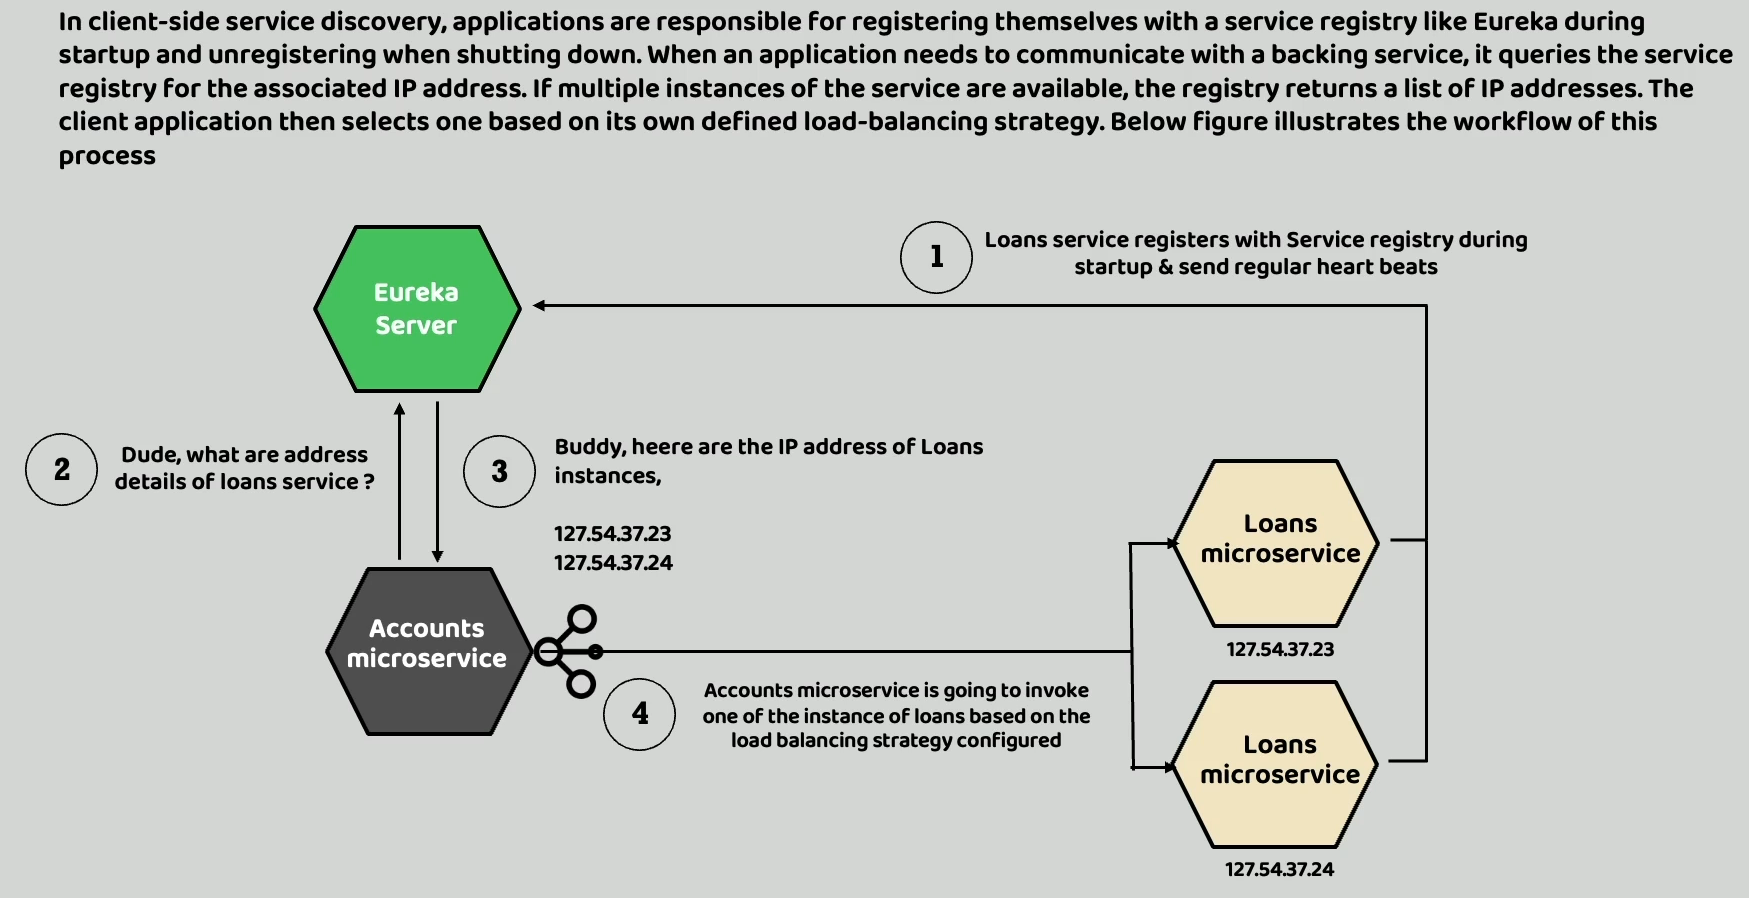 In client-side service discovery, applications are responsible for registering themselves with a service registry like Eureka during
startup and unregistering when shutting down. When an application needs to communicate with a backing service, it queries the service
registry for the associated IP address. If multiple instances of the service are available, the registry returns a list of IP addresses. The
client application then selects one based on its own defined load-balancing strategy. Below figure illustrates the workflow of this
process
1
Loans service registers with Service registry during
startup & send regular heart beats
Eureka
Server
2
Dude, what are address
details of loans service ?
3
Buddy, heere are the IP address of Loans
instances,
127.54.37.23
127.54.37.24
Accounts
microservice
4
Accounts microservice is going to invoke
one of the instance of loans based on the
load balancing strategy configured
Loans
microservice
127.54.37.23
Loans
microservice
127.54.37.24